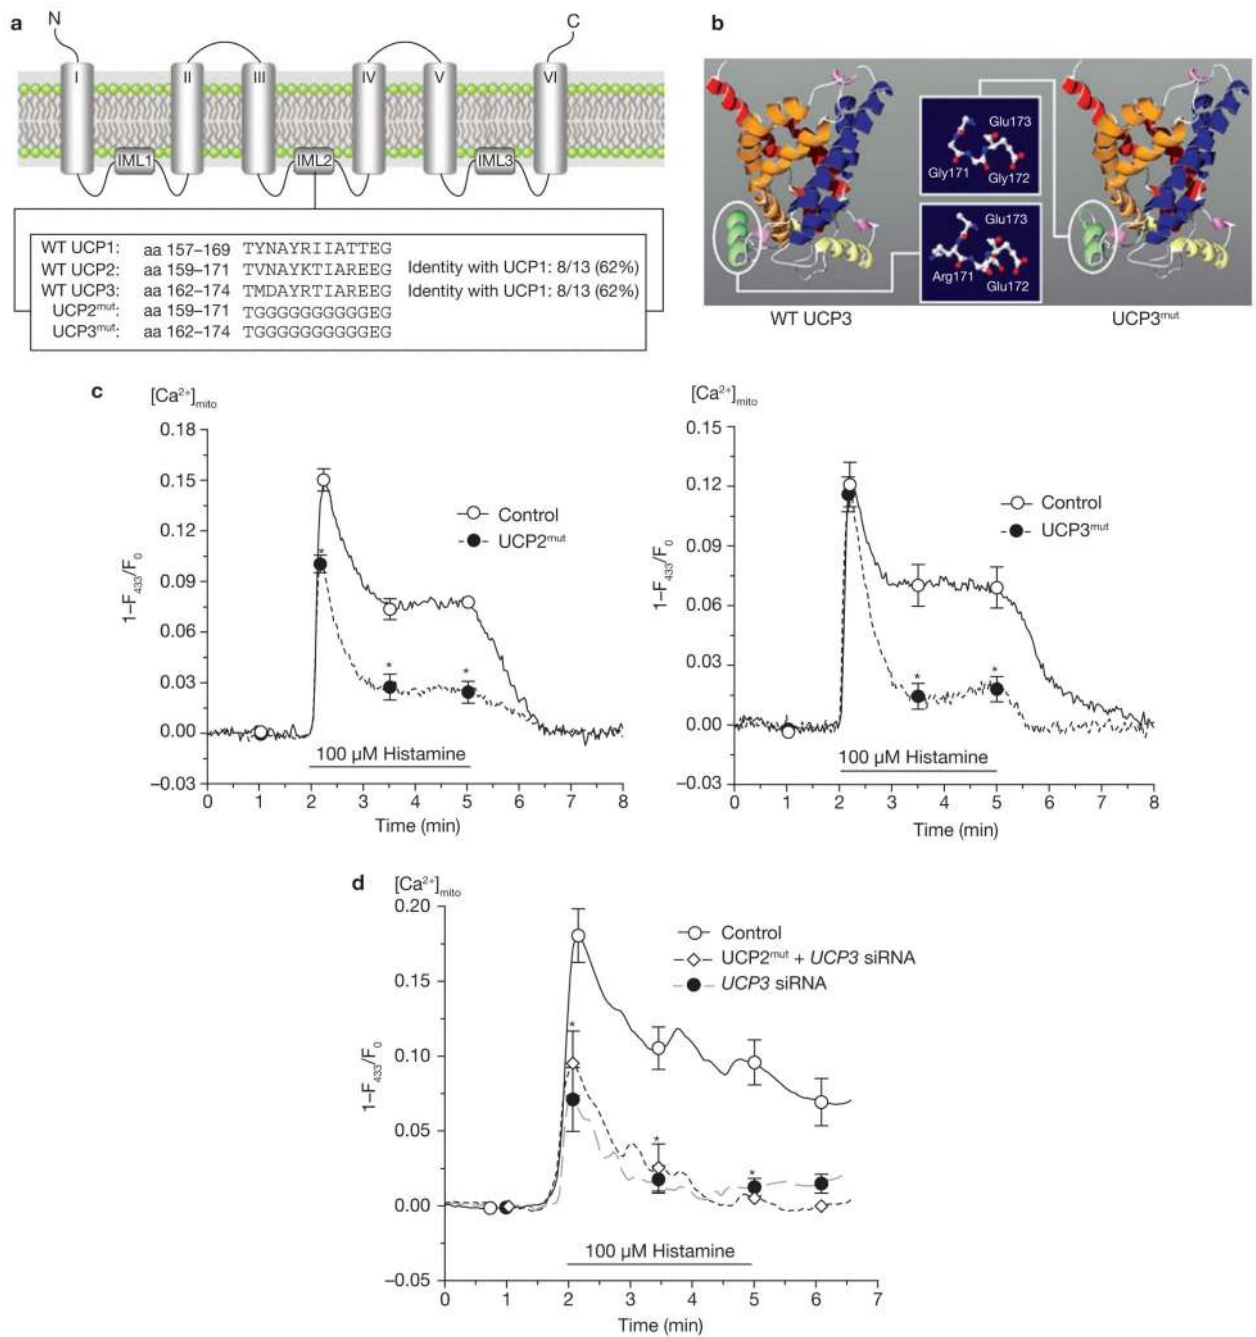 a
N
C
I
II
III
IV
V
VI
IML1
IML2
IML3
WT UCP1: aa 157–169 TYNAYRIIATTEG
WT UCP2: aa 159–171 TVNAYKTIAREEG Identity with UCP1: 8/13 (62%)
WT UCP3: aa 162–174 TMDAYRTIAREEG Identity with UCP1: 8/13 (62%)
UCP2mut: aa 159–171 TGGGGGGGGGGEG
UCP3mut: aa 162–174 TGGGGGGGGGGEG
b
Glu173
Gly171
Gly172
Glu173
Arg171
Glu172
WT UCP3
UCP3mut
c
[Ca2+]mito
0.18
0.15
0.12
0.09
0.06
0.03
0.00
–0.03
1–F433/F0
Control
UCP2mut
*
*
*
100 µM Histamine
0 1 2 3 4 5 6 7 8
Time (min)
[Ca2+]mito
0.15
0.12
0.09
0.06
0.03
0.00
–0.03
1–F433/F0
Control
UCP3mut
*
*
100 µM Histamine
0 1 2 3 4 5 6 7 8
Time (min)
d
[Ca2+]mito
0.20
0.15
0.10
0.05
0.00
–0.05
1–F433/F0
Control
UCP2mut + UCP3 siRNA
UCP3 siRNA
*
*
*
100 µM Histamine
0 1 2 3 4 5 6 7
Time (min)